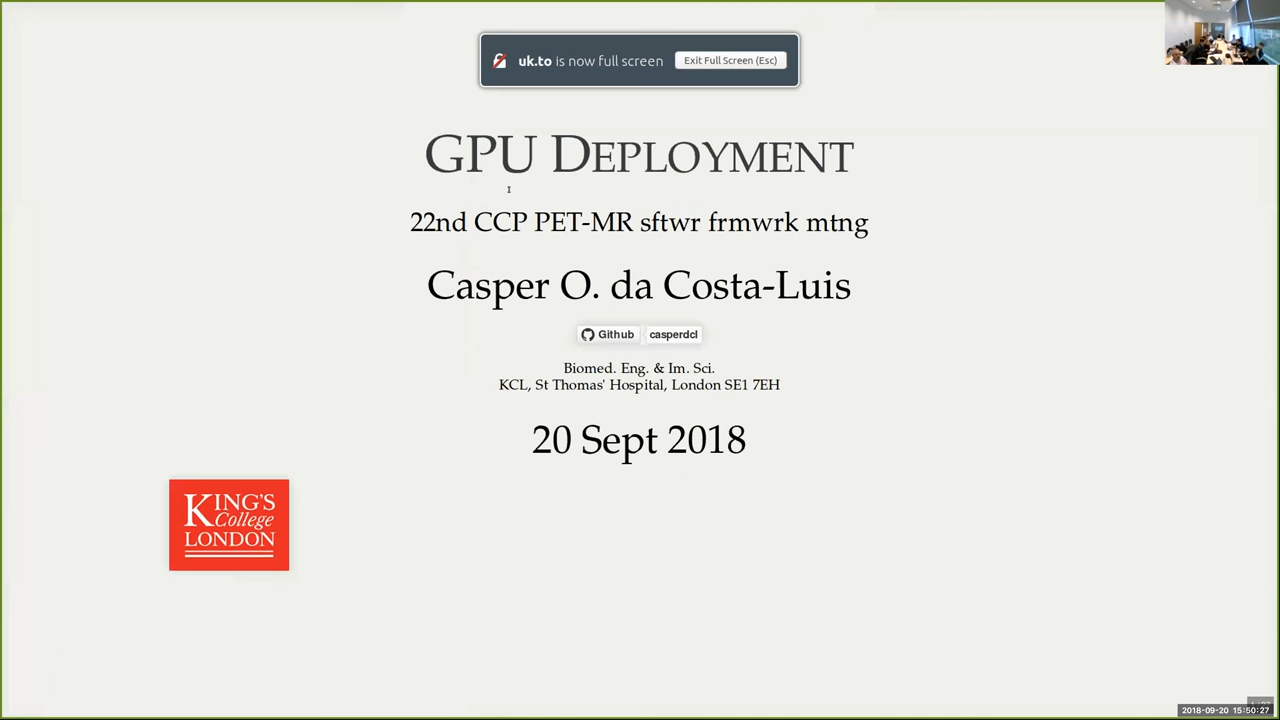 uk.to is now full screen Exit Full Screen (Esc)
GPU DEPLOYMENT
22nd CCP PET-MR sftwr frmwrk mtng
Casper O. da Costa-Luis
Github casperdcl
Biomed. Eng. & Im. Sci.
KCL, St Thomas' Hospital, London SE1 7EH
20 Sept 2018
KING'S
College
LONDON
2018-09-20 15:50:27